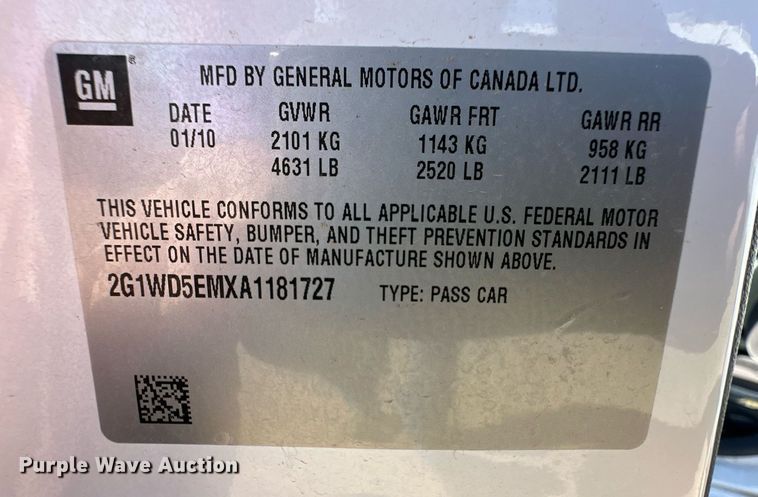 GM
MFD BY GENERAL MOTORS OF CANADA LTD.
DATE GVWR GAWR FRT GAWR RR
01/10 2101 KG 1143 KG 958 KG
4631 LB 2520 LB 2111 LB
THIS VEHICLE CONFORMS TO ALL APPLICABLE U.S. FEDERAL MOTOR
VEHICLE SAFETY, BUMPER, AND THEFT PREVENTION STANDARDS IN
EFFECT ON THE DATE OF MANUFACTURE SHOWN ABOVE.
2G1WD5EMXA1181727 TYPE: PASS CAR
Purple Wave Auction